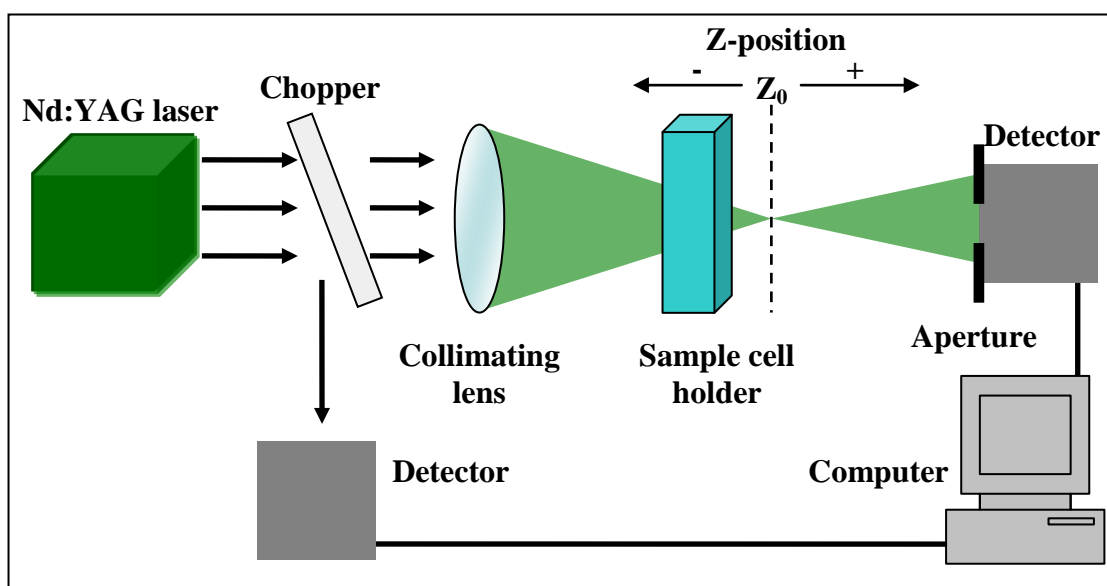 Z-position
- Z₀ +
Chopper
Nd:YAG laser
Detector
Collimating
lens
Sample cell
holder
Aperture
Detector
Computer